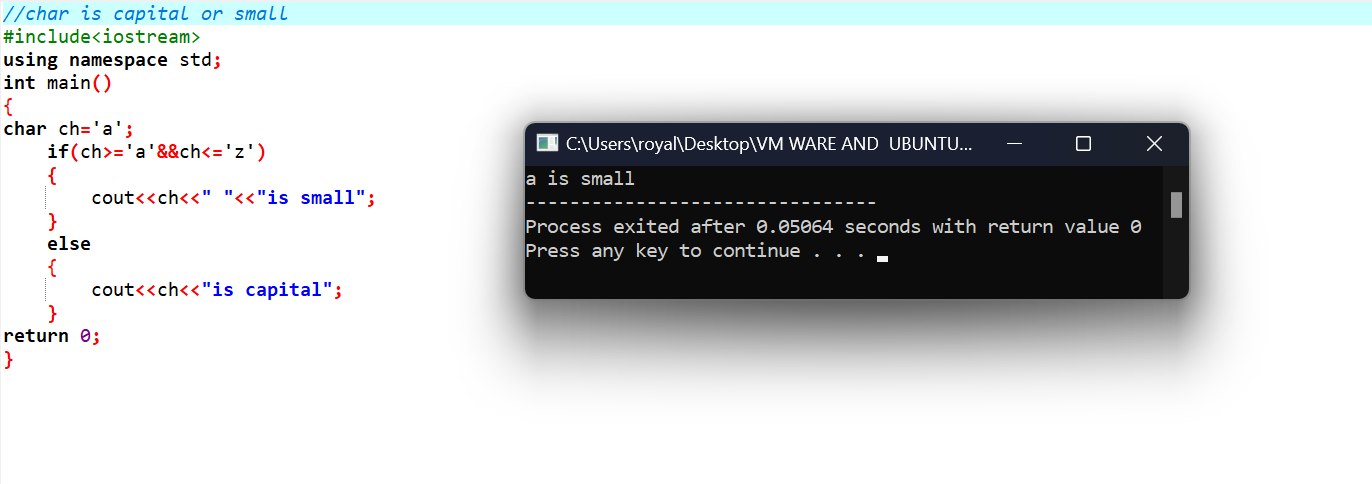 //char is capital or small
#include<iostream>
using namespace std;
int main()
{
char ch='a';
    if(ch>='a'&&ch<='z')
    {
        cout<<ch<<" "<<"is small";
    }
    else
    {
        cout<<ch<<"is capital";
    }
return 0;
}
C:\Users\royal\Desktop\VM WARE AND  UBUNTU...
a is small
--------------------------------
Process exited after 0.05064 seconds with return value 0
Press any key to continue . . .